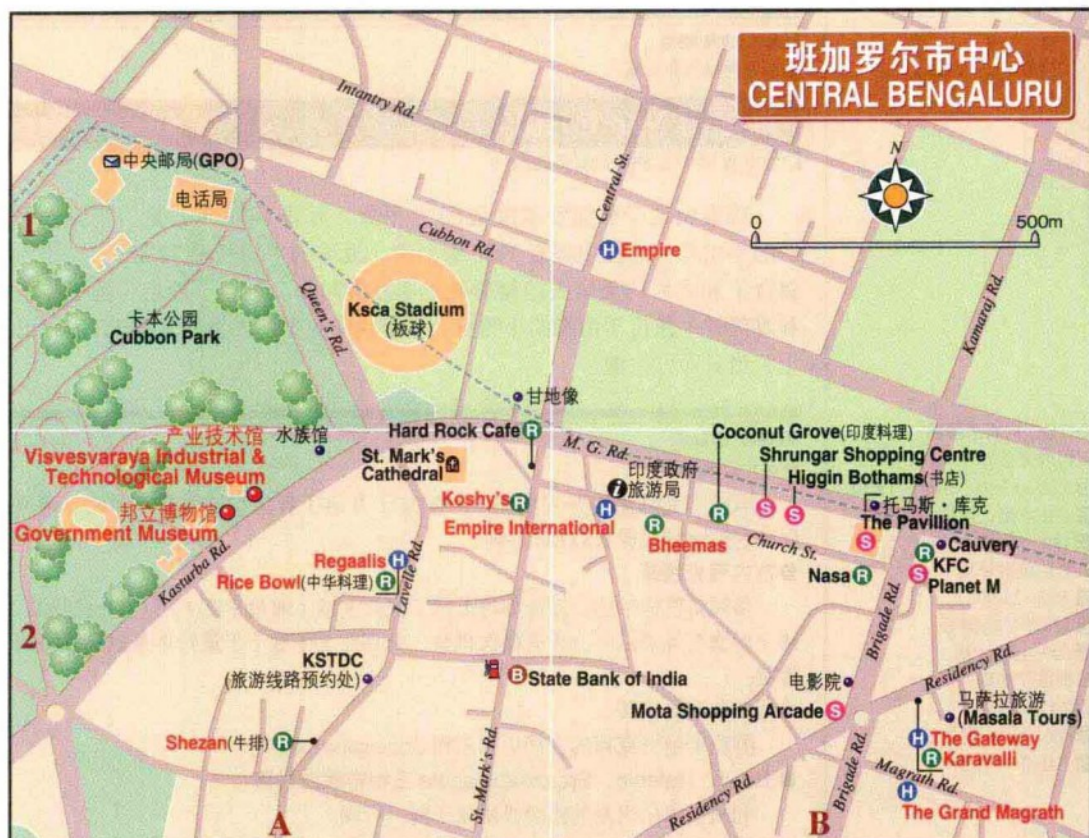 班加罗尔市中心
CENTRAL BENGALURU
N
0
500m
Intantry Rd.
中央邮局(GPO)
电话局
1
Central St.
Cubbon Rd.
Empire
Queen's Rd.
Ksca Stadium
(板球)
Kamaraj Rd.
卡本公园
Cubbon Park
甘地像
产业技术馆
Visvesvaraya Industrial &
Technological Museum
水族馆
Hard Rock Cafe
R
St. Mark's
Cathedral
M. G. Rd.
Coconut Grove(印度料理)
Shrungar Shopping Centre
Higgin Bothams(书店)
印度政府
旅游局
i
托马斯·库克
邦立博物馆
Government Museum
Koshy's
R
Empire International
H
R
Bheemas
R
S
S
The Pavillion
S
Church St.
Cauvery
R
KFC
S
Planet M
Nasa
R
Regaalis
H
Rice Bowl(中华料理)
R
Kasturba Rd.
Lavelle Rd.
Brigade Rd.
2
KSTDC
(旅游线路预约处)
B
State Bank of India
Residency Rd.
电影院
Mota Shopping Arcade
S
马萨拉旅游
(Masala Tours)
Shezan(牛排)
R
H
The Gateway
R
Karavalli
St. Mark's Rd.
Residency Rd.
Brigade Rd.
Magrath Rd.
H
The Grand Magrath
A
B
H